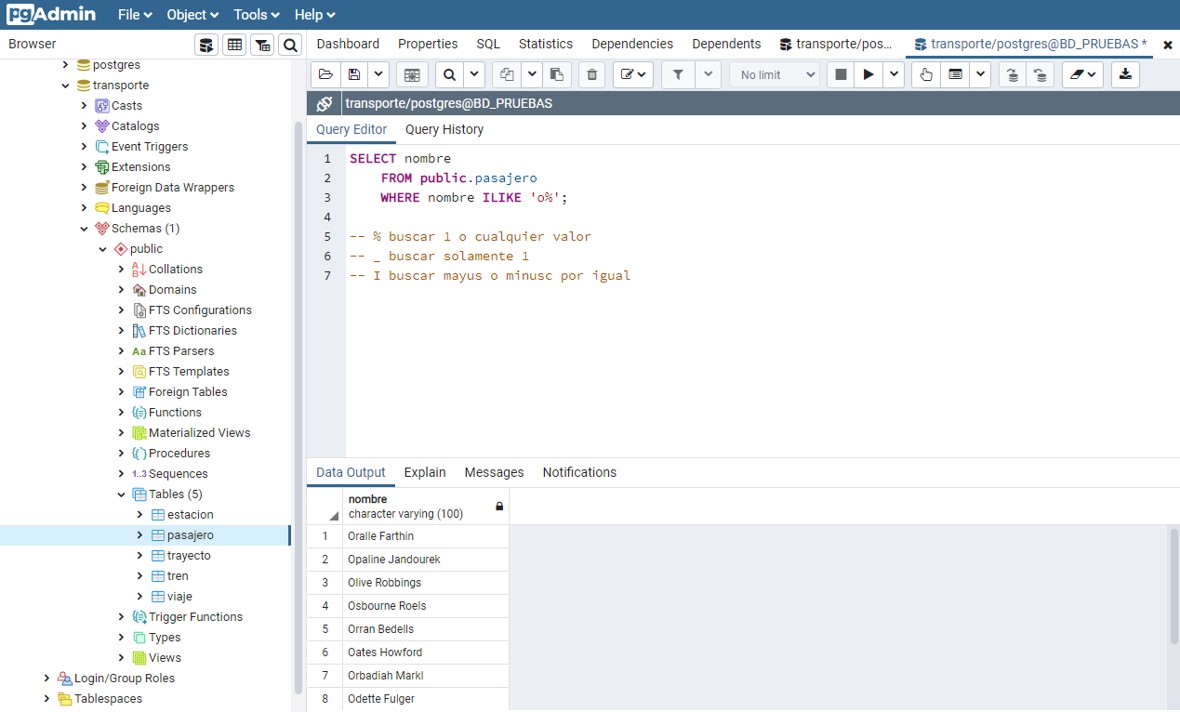 pgAdmin File Object Tools Help
Browser
Dashboard Properties SQL Statistics Dependencies Dependents transporte/pos... transporte/postgres@BD_PRUEBAS *
No limit
transporte/postgres@BD_PRUEBAS
Query Editor Query History
postgres
transporte
Casts
Catalogs
Event Triggers
Extensions
Foreign Data Wrappers
Languages
Schemas (1)
public
Collations
Domains
FTS Configurations
FTS Dictionaries
Aa FTS Parsers
FTS Templates
Foreign Tables
Functions
Materialized Views
Procedures
1..3 Sequences
Tables (5)
estacion
pasajero
trayecto
tren
viaje
Trigger Functions
Types
Views
Login/Group Roles
Tablespaces
1 SELECT nombre
2 FROM public.pasajero
3 WHERE nombre ILIKE 'o%';
4
5 -- % buscar 1 o cualquier valor
6 -- _ buscar solamente 1
7 -- I buscar mayus o minusc por igual
Data Output Explain Messages Notifications
nombre
character varying (100)
1 Oralle Farthin
2 Opaline Jandourek
3 Olive Robbings
4 Osbourne Roels
5 Orran Bedells
6 Oates Howford
7 Orbadiah Markl
8 Odette Fulger